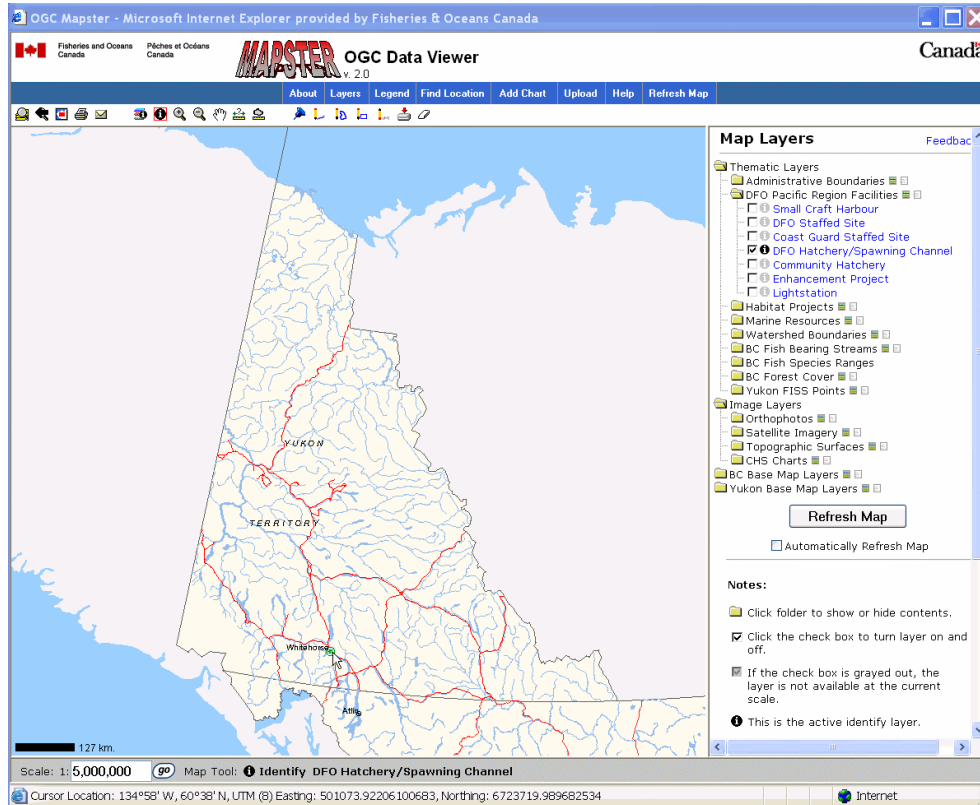 OGC Mapster - Microsoft Internet Explorer provided by Fisheries & Oceans Canada
Fisheries and Oceans
Canada
Pêches et Océans
Canada
MAPSTER OGC Data Viewer
v. 2.0
Canada
About Layers Legend Find Location Add Chart Upload Help Refresh Map
YUKON
TERRITORY
Whitehorse
Atlin
127 km.
Map Layers
Feedbac
Thematic Layers
Administrative Boundaries
DFO Pacific Region Facilities
Small Craft Harbour
DFO Staffed Site
Coast Guard Staffed Site
DFO Hatchery/Spawning Channel
Community Hatchery
Enhancement Project
Lightstation
Habitat Projects
Marine Resources
Watershed Boundaries
BC Fish Bearing Streams
BC Fish Species Ranges
BC Forest Cover
Yukon FISS Points
Image Layers
Orthophotos
Satellite Imagery
Topographic Surfaces
CHS Charts
BC Base Map Layers
Yukon Base Map Layers
Refresh Map
Automatically Refresh Map
Notes:
Click folder to show or hide contents.
Click the check box to turn layer on and
off.
If the check box is grayed out, the
layer is not available at the current
scale.
This is the active identify layer.
Scale: 1: 5,000,000 go Map Tool: Identify DFO Hatchery/Spawning Channel
Cursor Location: 134°58' W, 60°38' N, UTM (8) Easting: 501073.92206100683, Northing: 6723719.989682534
Internet